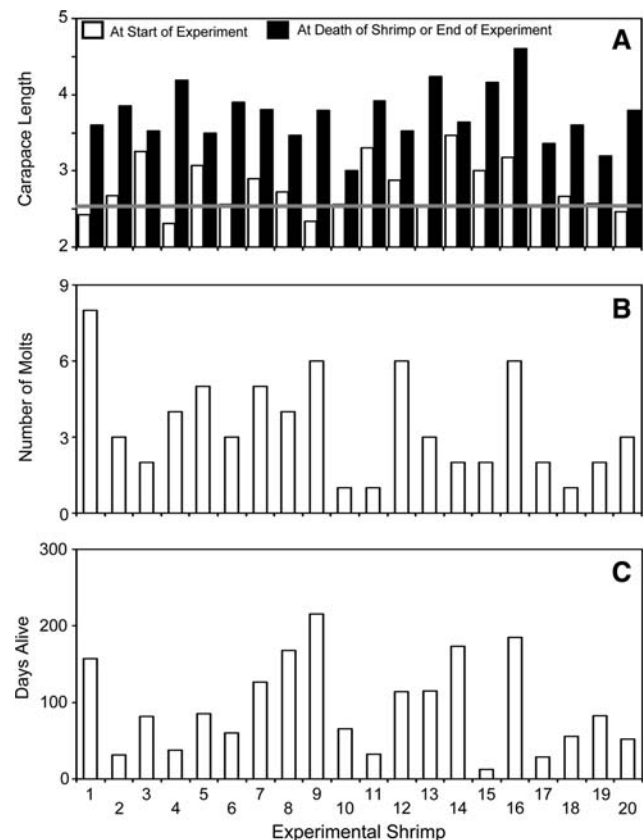 At Start of Experiment At Death of Shrimp or End of Experiment A
5
4
3
2
Carapace Length
B
9
6
3
0
Number of Molts
C
300
200
100
0
Days Alive
1 2 3 4 5 6 7 8 9 10 11 12 13 14 15 16 17 18 19 20
Experimental Shrimp